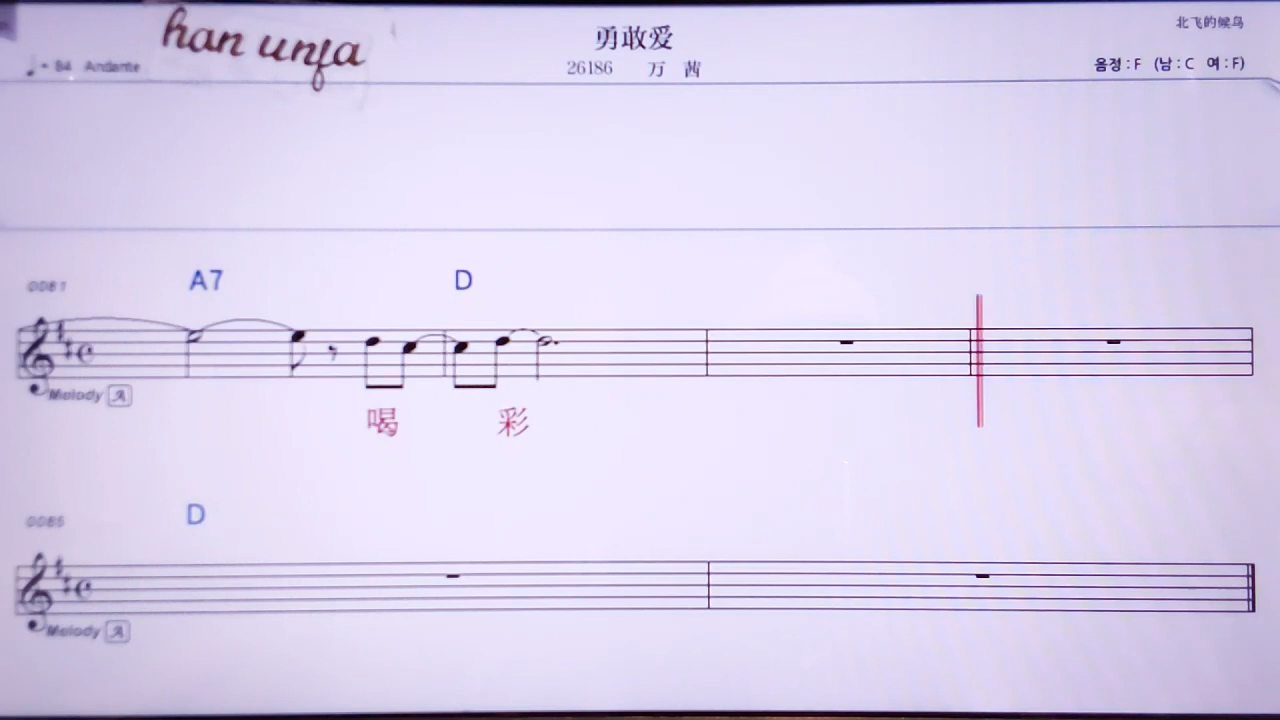 han unfa
勇敢爱
北飞的候鸟
♩ = 84 Andante
26186 万 茜
음정 : F (남 : C 여 : F)
0081
A7 D
Melody A
喝 彩
0085
D
Melody A